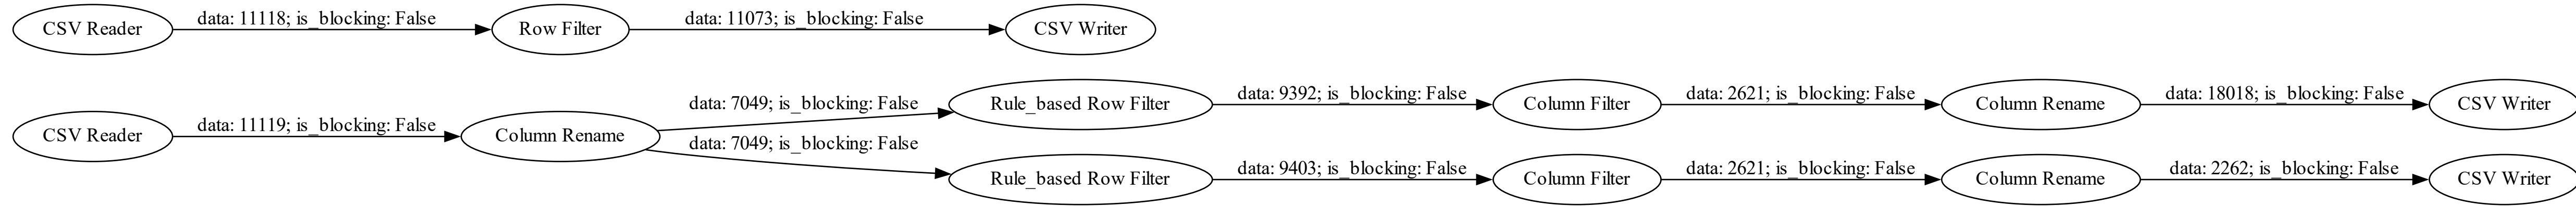 CSV Reader
data: 11118; is_blocking: False
Row Filter
data: 11073; is_blocking: False
CSV Writer
CSV Reader
data: 11119; is_blocking: False
Column Rename
data: 7049; is_blocking: False
Rule_based Row Filter
data: 9392; is_blocking: False
Column Filter
data: 2621; is_blocking: False
Column Rename
data: 18018; is_blocking: False
CSV Writer
data: 7049; is_blocking: False
Rule_based Row Filter
data: 9403; is_blocking: False
Column Filter
data: 2621; is_blocking: False
Column Rename
data: 2262; is_blocking: False
CSV Writer